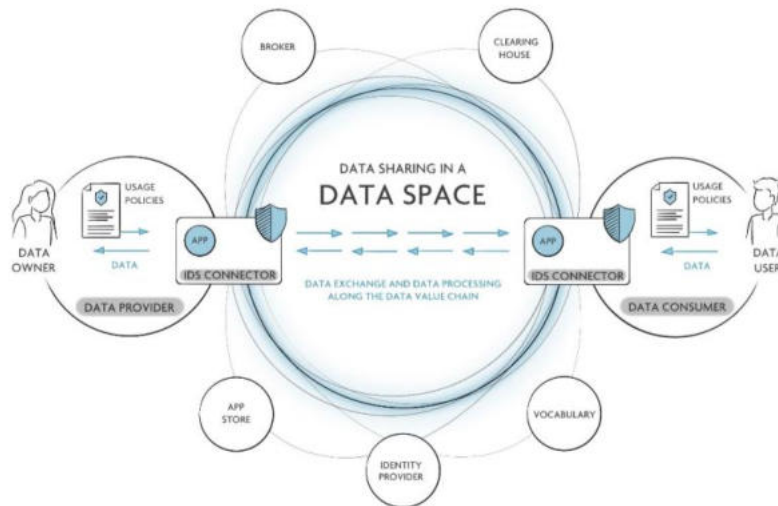 BROKER
CLEARING
HOUSE
DATA SHARING IN A
DATA SPACE
USAGE
POLICIES
DATA
OWNER
DATA
APP
IDS CONNECTOR
DATA PROVIDER
DATA EXCHANGE AND DATA PROCESSING
ALONG THE DATA VALUE CHAIN
APP
IDS CONNECTOR
USAGE
POLICIES
DATA
DATA
USER
DATA CONSUMER
APP
STORE
IDENTITY
PROVIDER
VOCABULARY